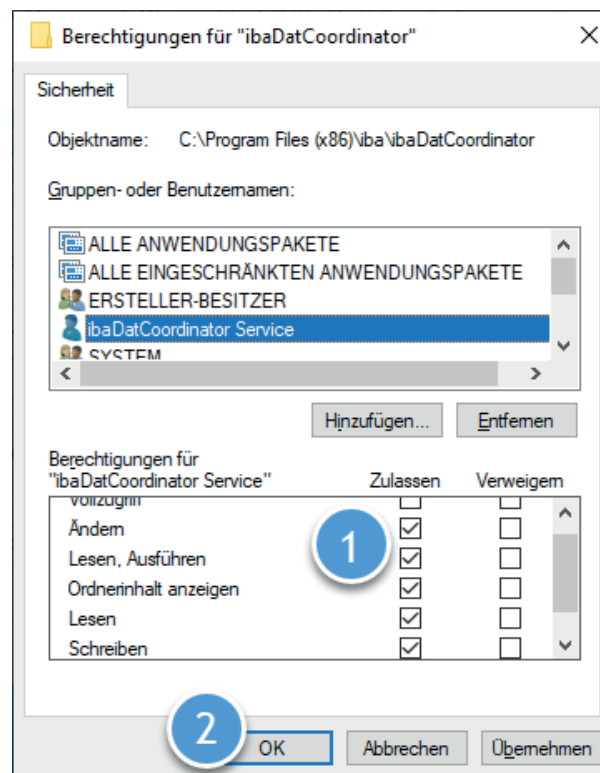 Berechtigungen für "ibaDatCoordinator"
Sicherheit
Objektname: C:\Program Files (x86)\iba\ibaDatCoordinator
Gruppen- oder Benutzernamen:
ALLE ANWENDUNGSPAKETE
ALLE EINGESCHRÄNKTEN ANWENDUNGSPAKETE
ERSTELLER-BESITZER
ibaDatCoordinator Service
SYSTEM
Hinzufügen... Entfernen
Berechtigungen für
"ibaDatCoordinator Service" Zulassen Verweigern
Vollzugriff
Ändern
1
Lesen, Ausführen
Ordnerinhalt anzeigen
Lesen
Schreiben
2
OK Abbrechen Übernehmen